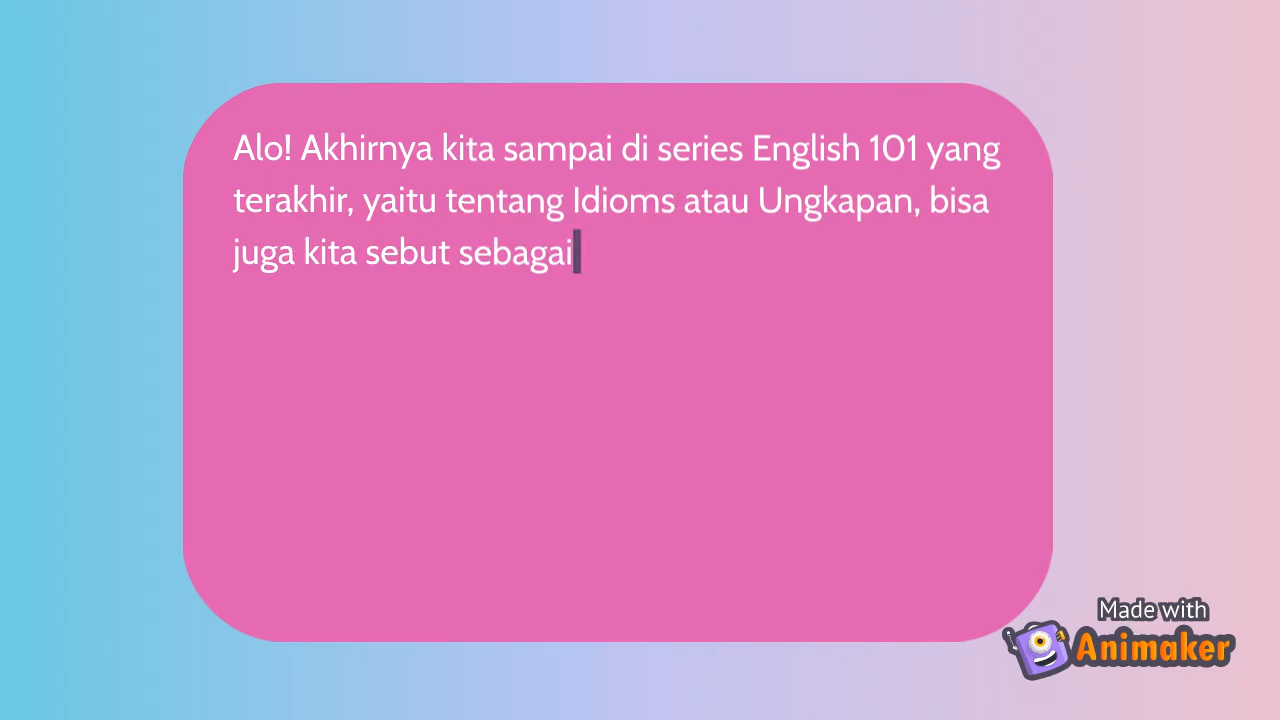 Alo! Akhirnya kita sampai di series English 101 yang
terakhir, yaitu tentang Idioms atau Ungkapan, bisa
juga kita sebut sebagai
Made with
Animaker